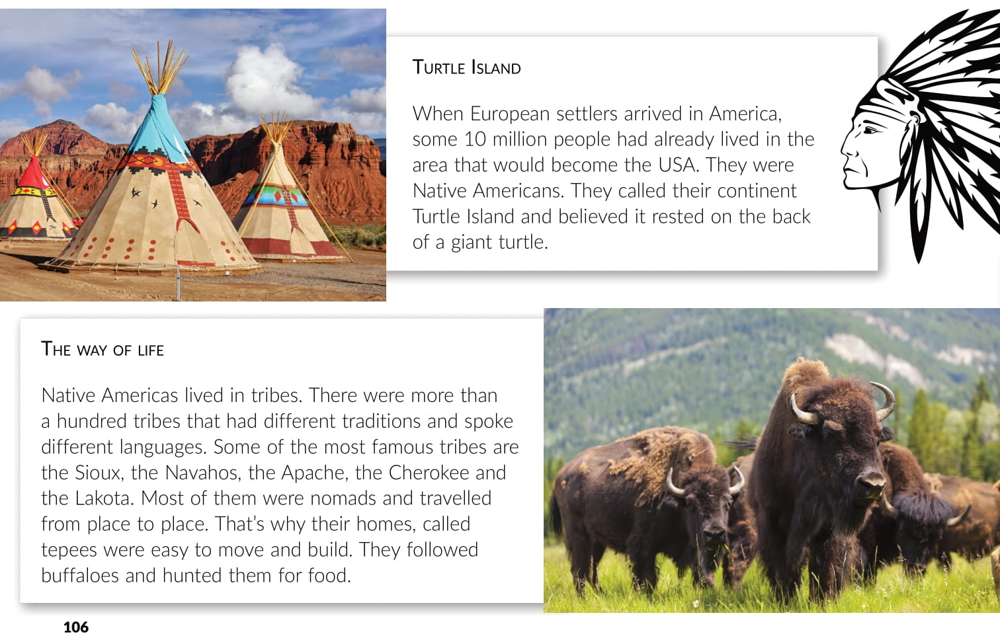 Turtle Island
When European settlers arrived in America,
some 10 million people had already lived in the
area that would become the USA. They were
Native Americans. They called their continent
Turtle Island and believed it rested on the back
of a giant turtle.
The way of life
Native Americas lived in tribes. There were more than
a hundred tribes that had different traditions and spoke
different languages. Some of the most famous tribes are
the Sioux, the Navahos, the Apache, the Cherokee and
the Lakota. Most of them were nomads and travelled
from place to place. That’s why their homes, called
tepees were easy to move and build. They followed
buffaloes and hunted them for food.
106